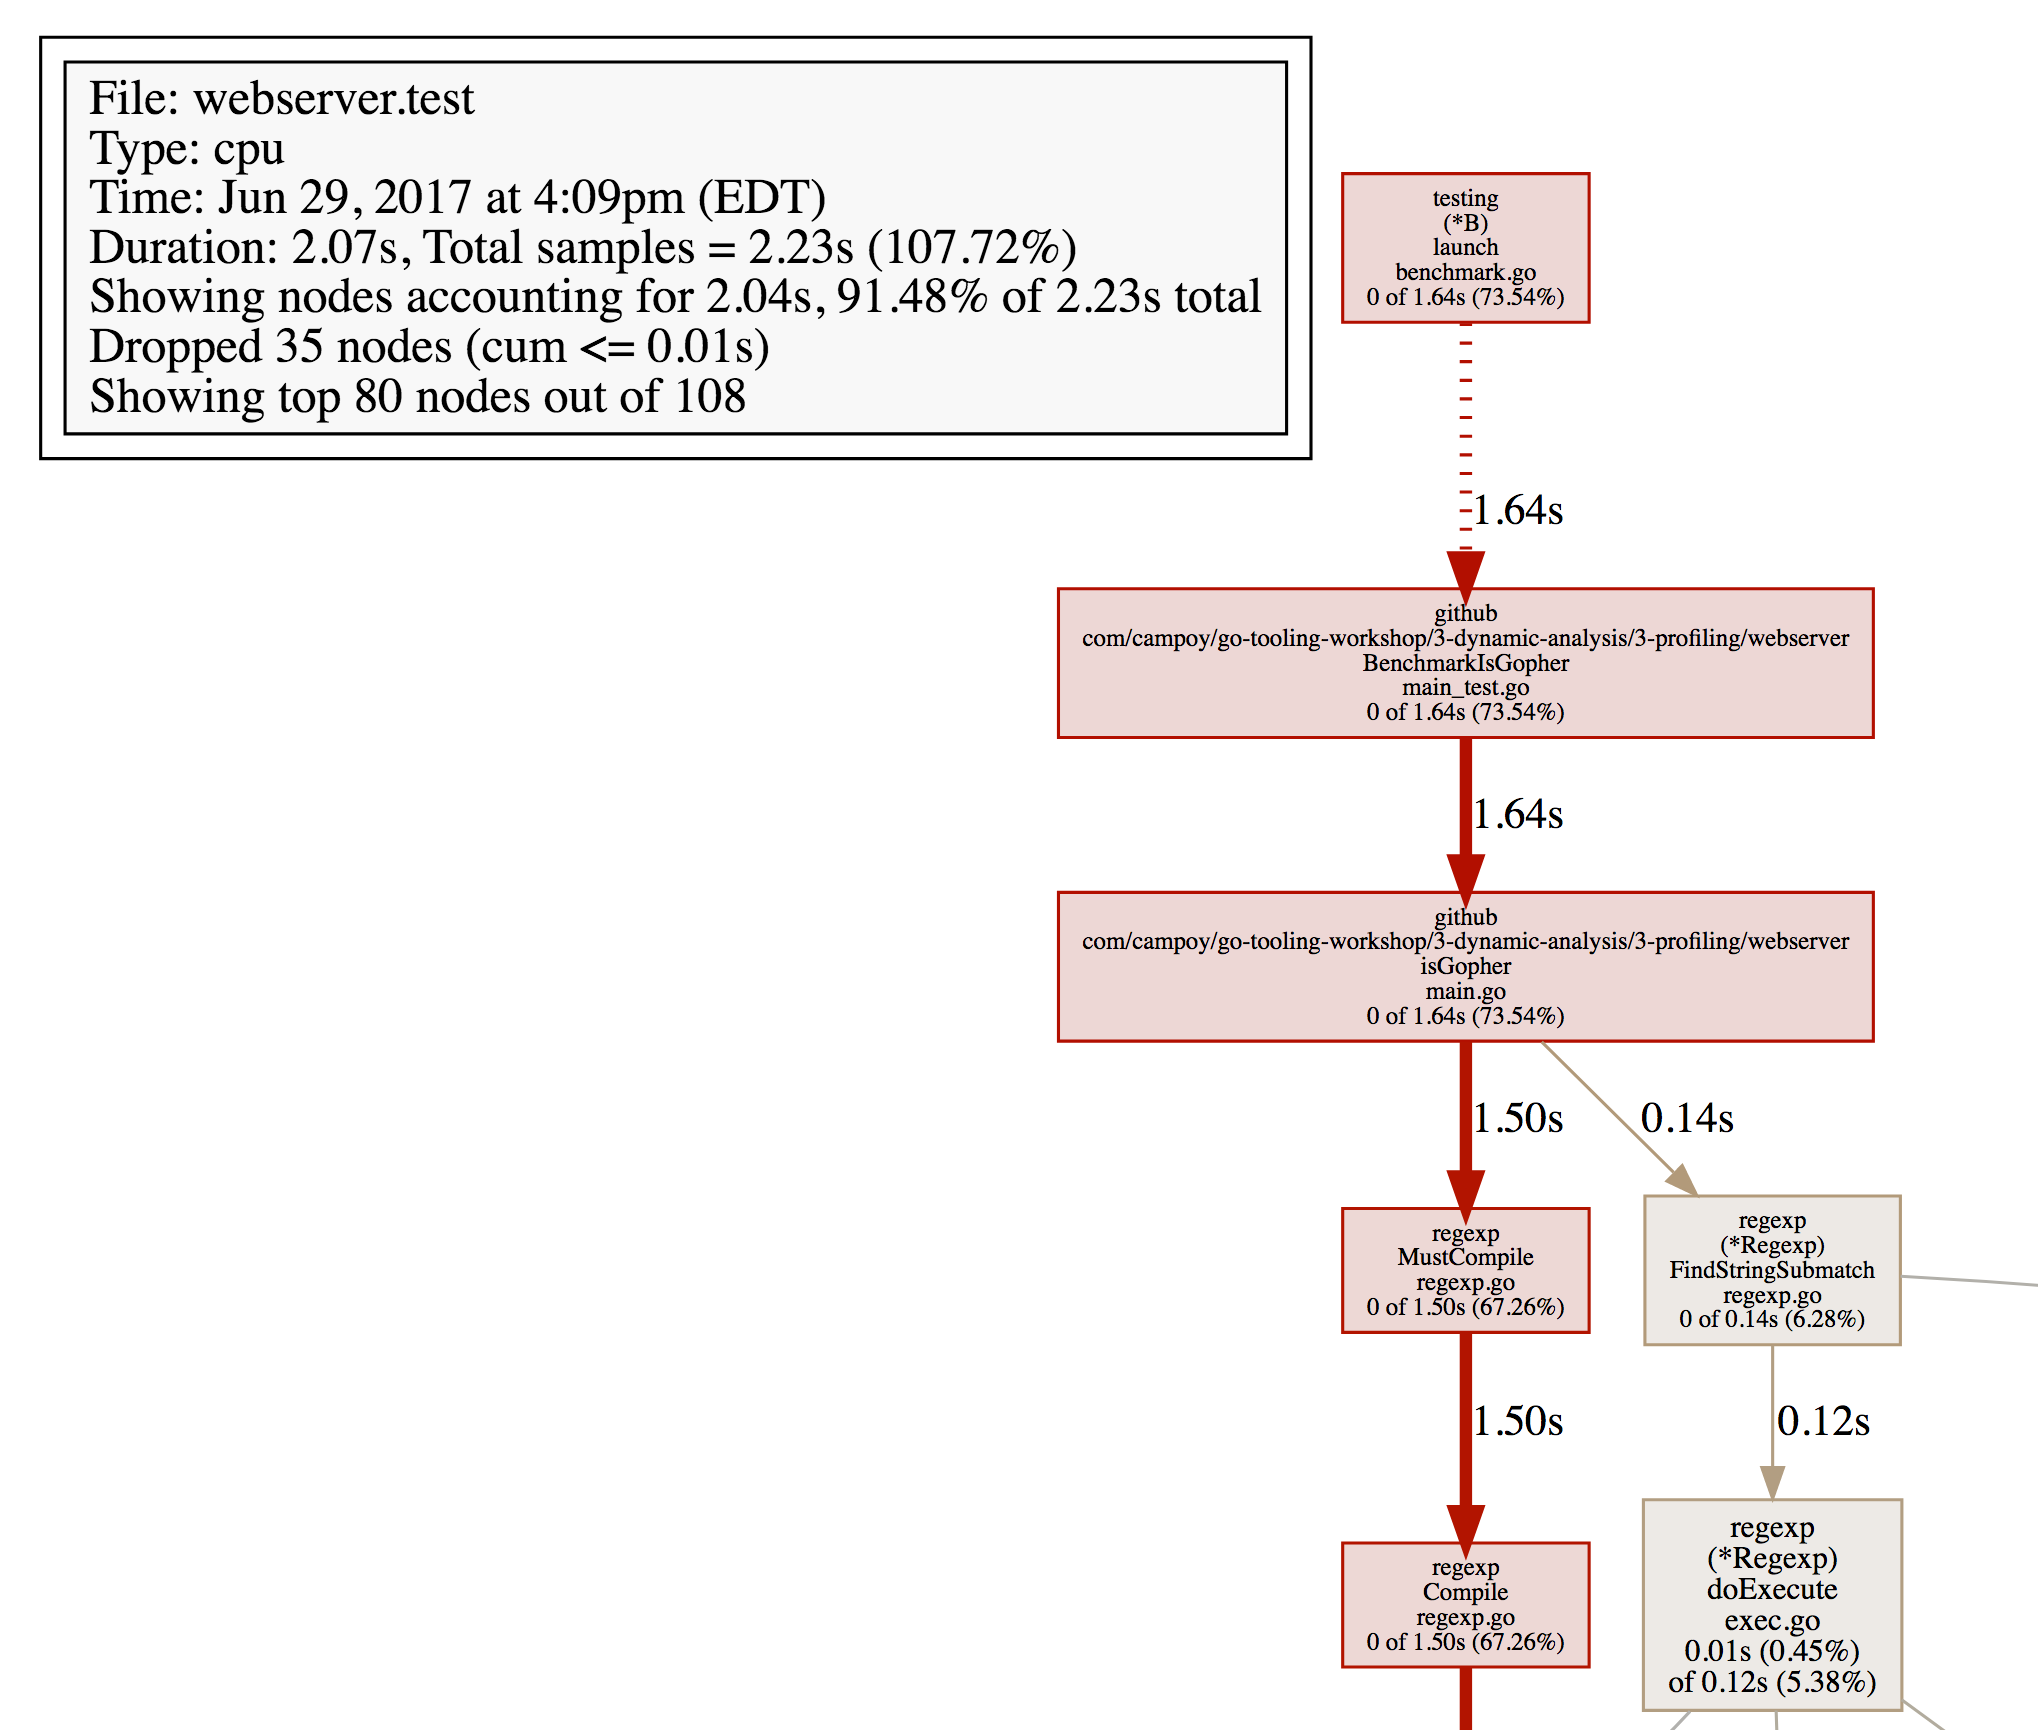 File: webserver.test
Type: cpu
Time: Jun 29, 2017 at 4:09pm (EDT)
Duration: 2.07s, Total samples = 2.23s (107.72%)
Showing nodes accounting for 2.04s, 91.48% of 2.23s total
Dropped 35 nodes (cum <= 0.01s)
Showing top 80 nodes out of 108
testing
(*B)
launch
benchmark.go
0 of 1.64s (73.54%)
1.64s
github
com/campoy/go-tooling-workshop/3-dynamic-analysis/3-profiling/webserver
BenchmarkIsGopher
main_test.go
0 of 1.64s (73.54%)
1.64s
github
com/campoy/go-tooling-workshop/3-dynamic-analysis/3-profiling/webserver
isGopher
main.go
0 of 1.64s (73.54%)
1.50s
0.14s
regexp
MustCompile
regexp.go
0 of 1.50s (67.26%)
regexp
(*Regexp)
FindStringSubmatch
regexp.go
0 of 0.14s (6.28%)
1.50s
0.12s
regexp
Compile
regexp.go
0 of 1.50s (67.26%)
regexp
(*Regexp)
doExecute
exec.go
0.01s (0.45%)
of 0.12s (5.38%)